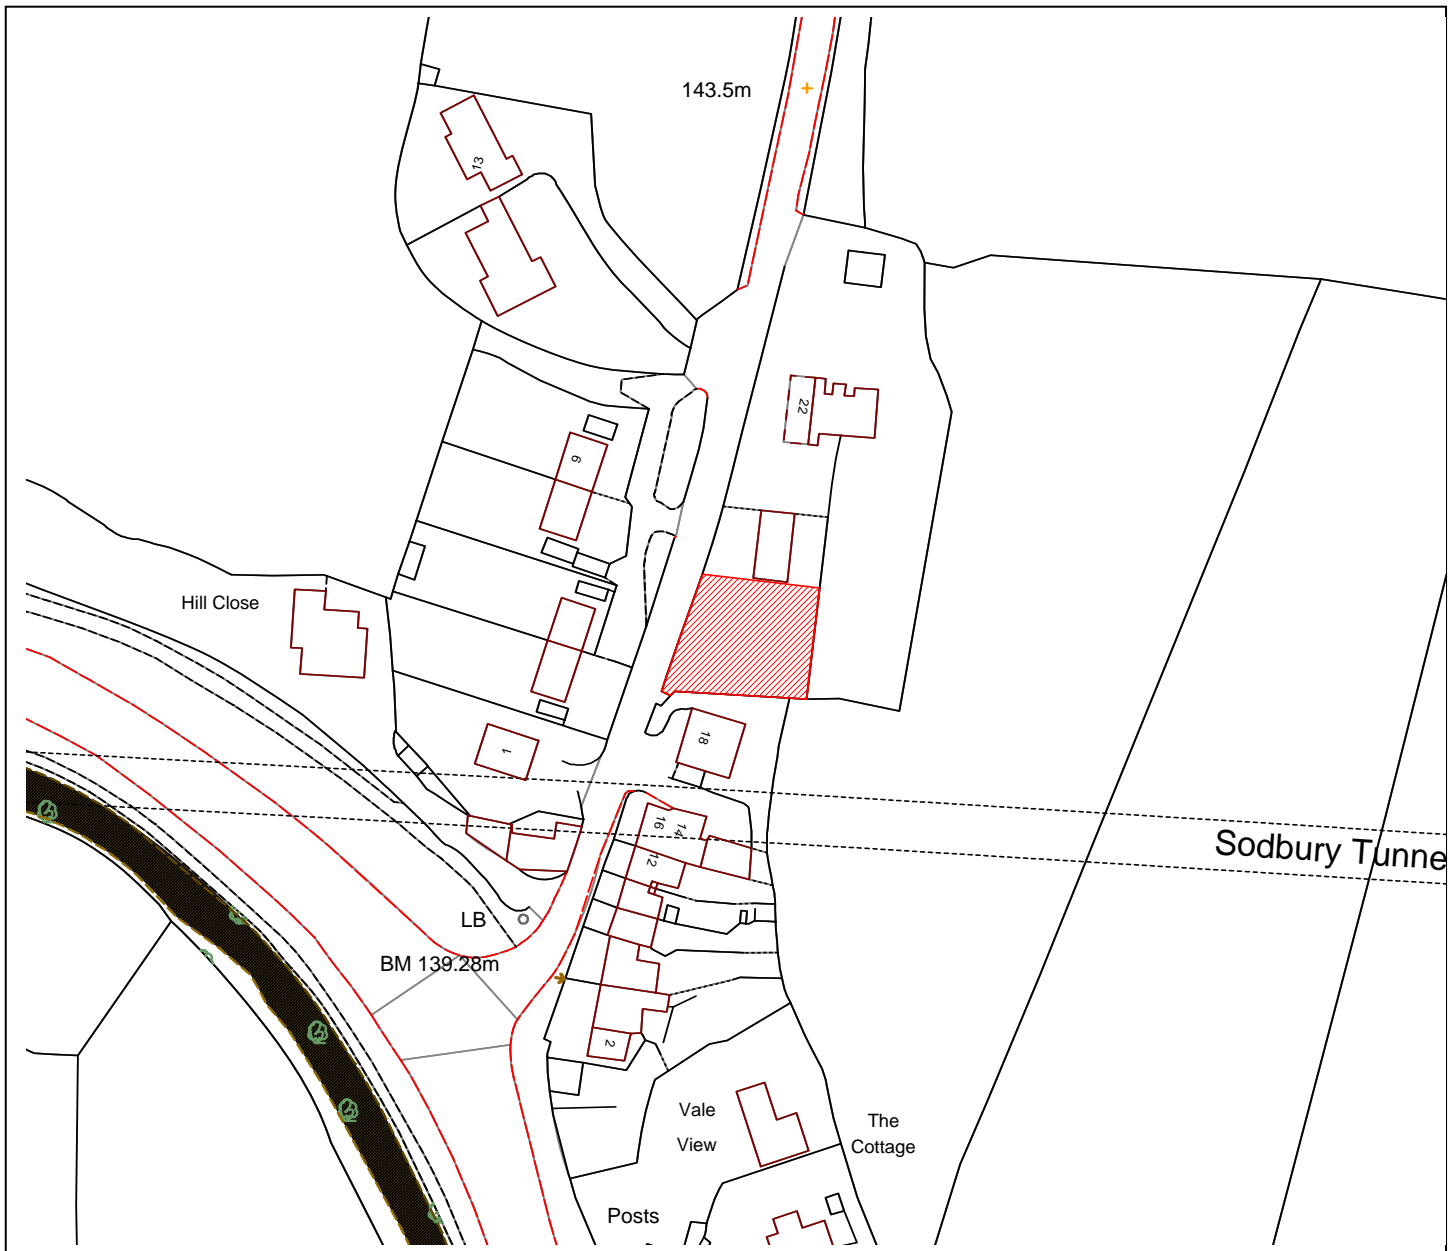 143.5m
13
22
6
Hill Close
18
1
14
16
Sodbury Tunne
12
LB
BM 139.28m
2
Vale
View
The
Cottage
Posts